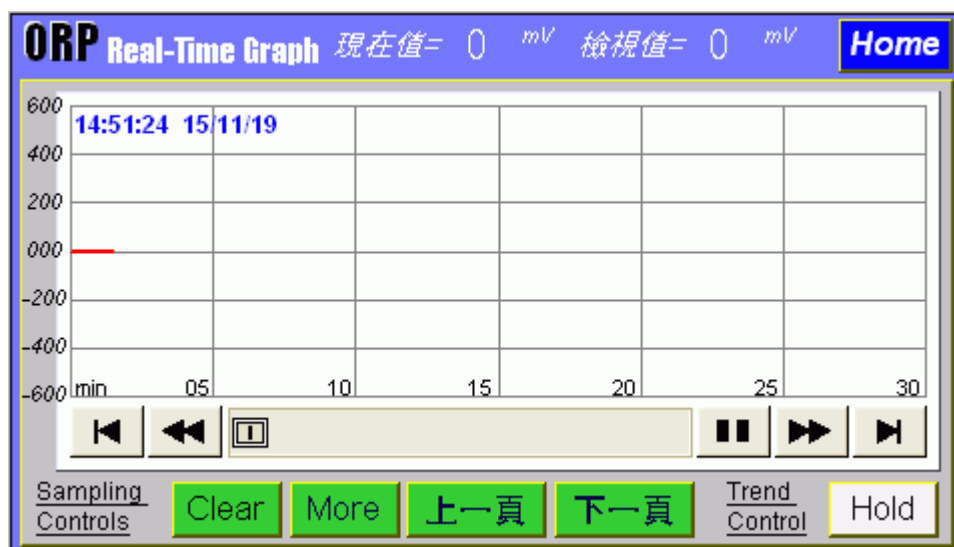 ORP Real-Time Graph 現在值= 0 mV 檢視值= 0 mV Home
600
14:51:24 15/11/19
400
200
000
-200
-400
-600 min 05 10 15 20 25 30
Sampling Controls Clear More 上一頁 下一頁 Trend Control Hold